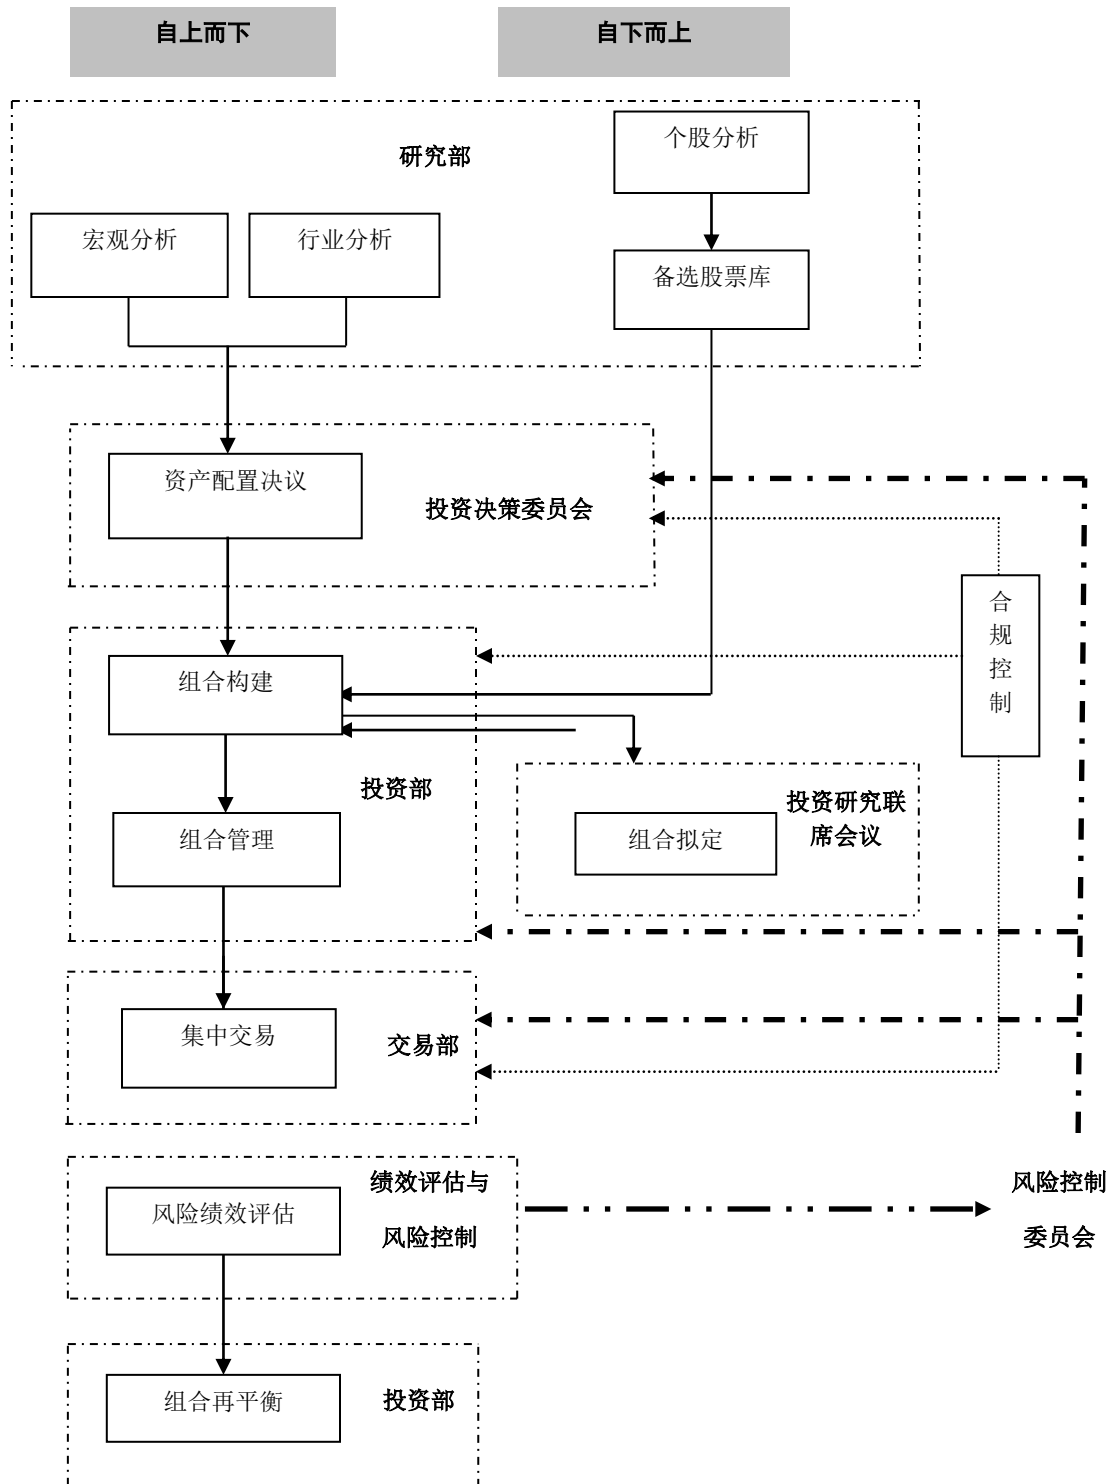 自上而下
自下而上
研究部
个股分析
宏观分析
行业分析
备选股票库
资产配置决议
投资决策委员会
合
规
控
制
组合构建
投资部
投资研究联
席会议
组合管理
组合拟定
集中交易
交易部
绩效评估与
风险控制
风险绩效评估
风险控制
委员会
组合再平衡
投资部